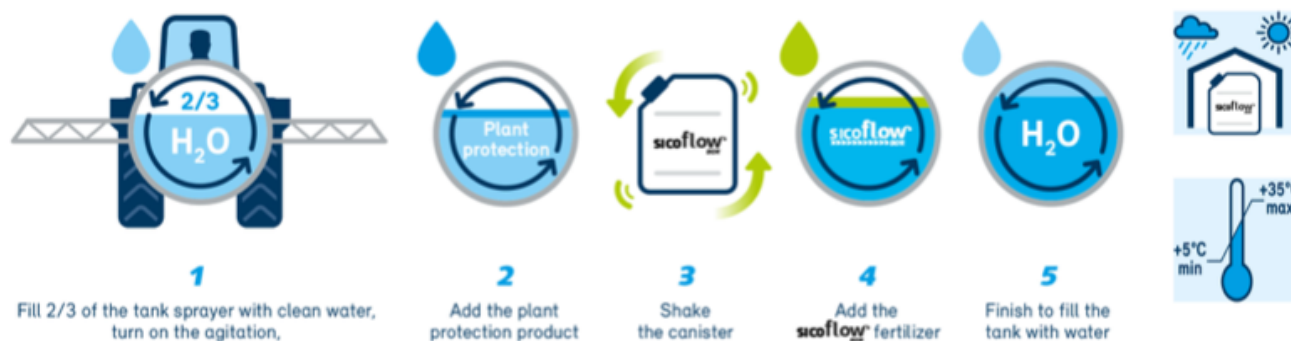 2/3
H₂O
1
Fill 2/3 of the tank sprayer with clean water,
turn on the agitation,
Plant
protection
2
Add the plant
protection product
sicoflow
3
Shake
the canister
sicoflow
4
Add the
sicoflow fertilizer
H₂O
5
Finish to fill the
tank with water
sicoflow
+35°
max
+5°C
min